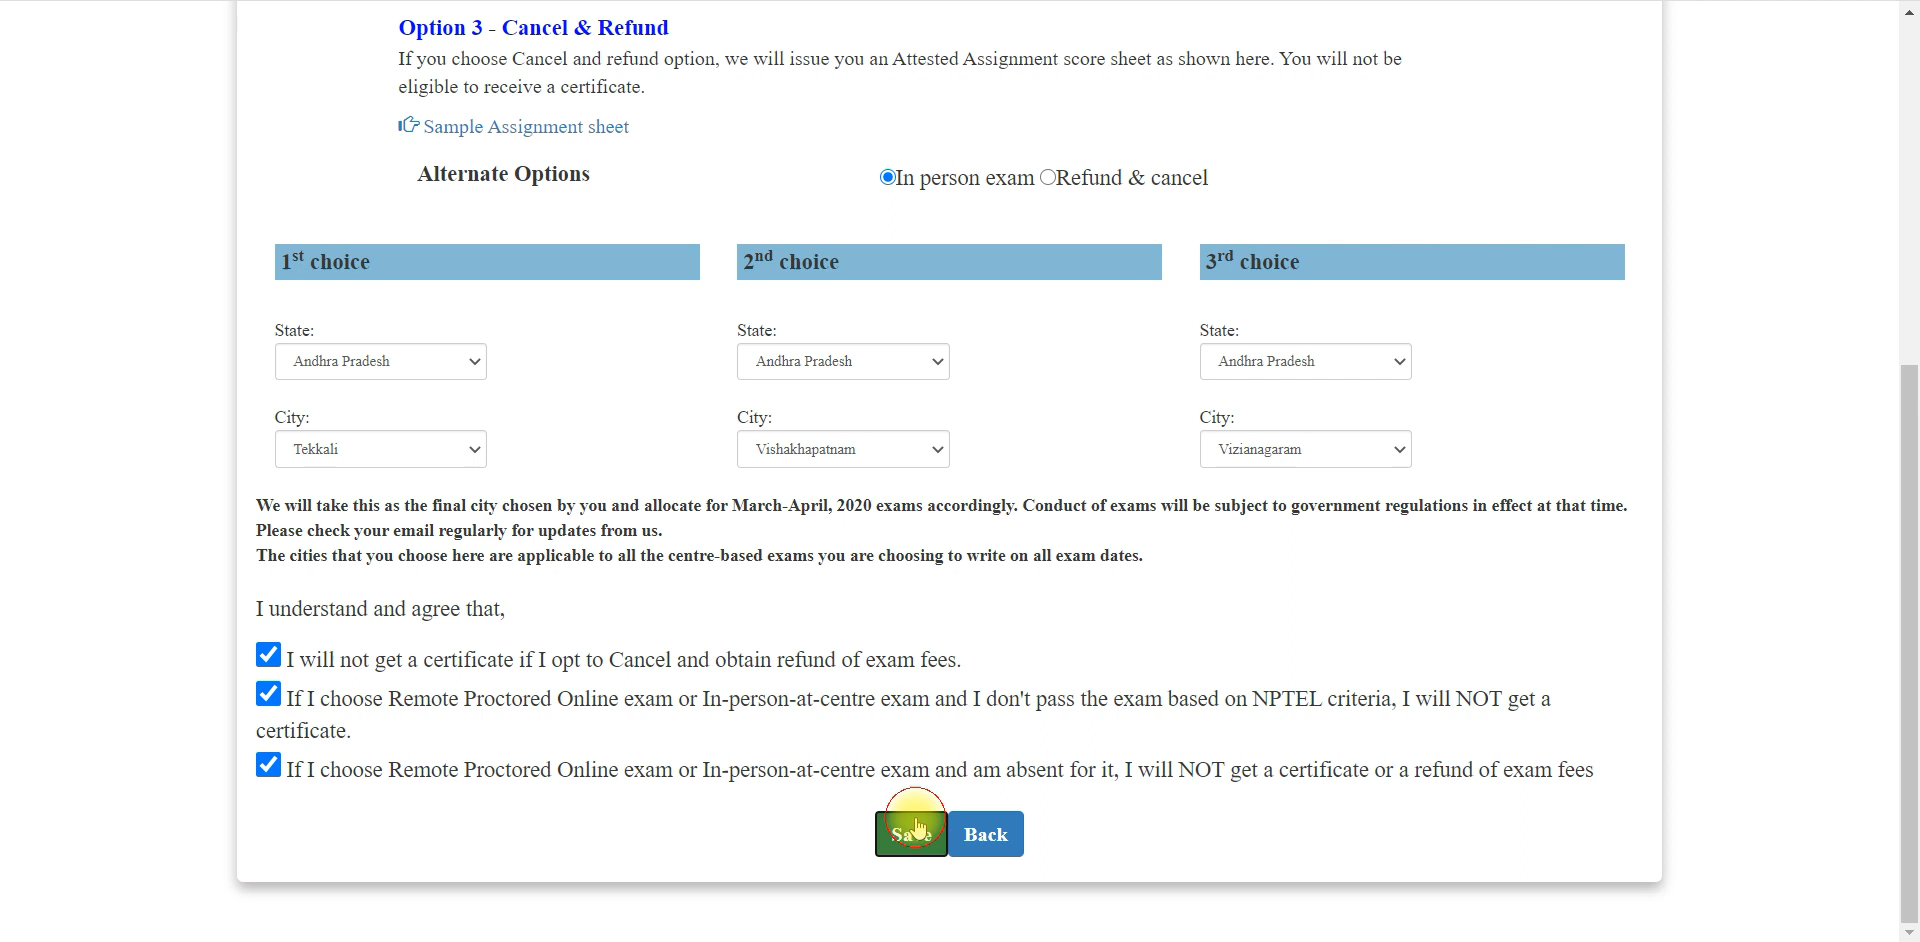 Option 3 - Cancel & Refund
If you choose Cancel and refund option, we will issue you an Attested Assignment score sheet as shown here. You will not be
eligible to receive a certificate.
Sample Assignment sheet
Alternate Options
In person exam Refund & cancel
1st choice
2nd choice
3rd choice
State:
State:
State:
Andhra Pradesh
Andhra Pradesh
Andhra Pradesh
City:
City:
City:
Tekkali
Vishakhapatnam
Vizianagaram
We will take this as the final city chosen by you and allocate for March-April, 2020 exams accordingly. Conduct of exams will be subject to government regulations in effect at that time.
Please check your email regularly for updates from us.
The cities that you choose here are applicable to all the centre-based exams you are choosing to write on all exam dates.
I understand and agree that,
I will not get a certificate if I opt to Cancel and obtain refund of exam fees.
If I choose Remote Proctored Online exam or In-person-at-centre exam and I don't pass the exam based on NPTEL criteria, I will NOT get a
certificate.
If I choose Remote Proctored Online exam or In-person-at-centre exam and am absent for it, I will NOT get a certificate or a refund of exam fees
Save
Back